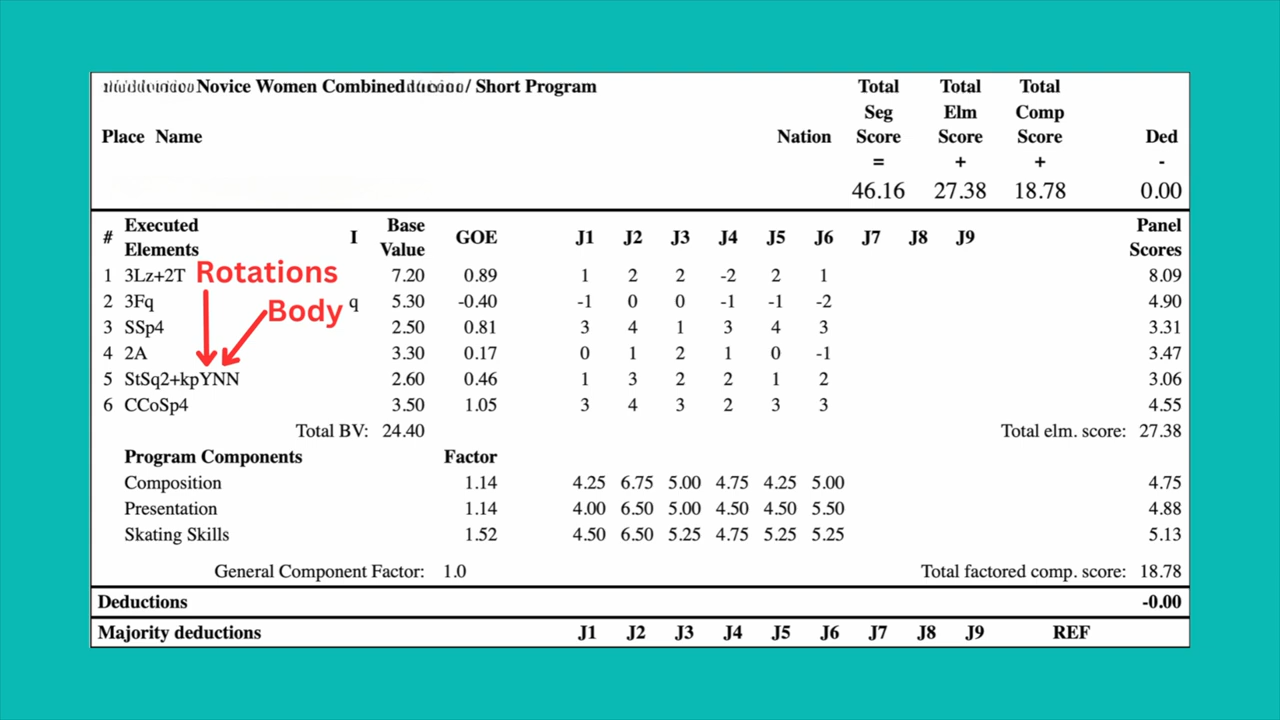 Novice Women Combined / Short Program
Total Total Total
Seg Elm Comp
Place Name Nation Score Score Score Ded
= + + -
46.16 27.38 18.78 0.00
# Executed Elements I Base Value GOE J1 J2 J3 J4 J5 J6 J7 J8 J9 Panel Scores
1 3Lz+2T 7.20 0.89 1 2 2 -2 2 1 8.09
Rotations
2 3Fq q 5.30 -0.40 -1 0 0 -1 -1 -2 4.90
Body
3 SSp4 2.50 0.81 3 4 1 3 4 3 3.31
4 2A 3.30 0.17 0 1 2 1 0 -1 3.47
5 StSq2+kpYNN 2.60 0.46 1 3 2 2 1 2 3.06
6 CCoSp4 3.50 1.05 3 4 3 2 3 3 4.55
Total BV: 24.40 Total elm. score: 27.38
Program Components Factor
Composition 1.14 4.25 6.75 5.00 4.75 4.25 5.00 4.75
Presentation 1.14 4.00 6.50 5.00 4.50 4.50 5.50 4.88
Skating Skills 1.52 4.50 6.50 5.25 4.75 5.25 5.25 5.13
General Component Factor: 1.0 Total factored comp. score: 18.78
Deductions -0.00
Majority deductions J1 J2 J3 J4 J5 J6 J7 J8 J9 REF